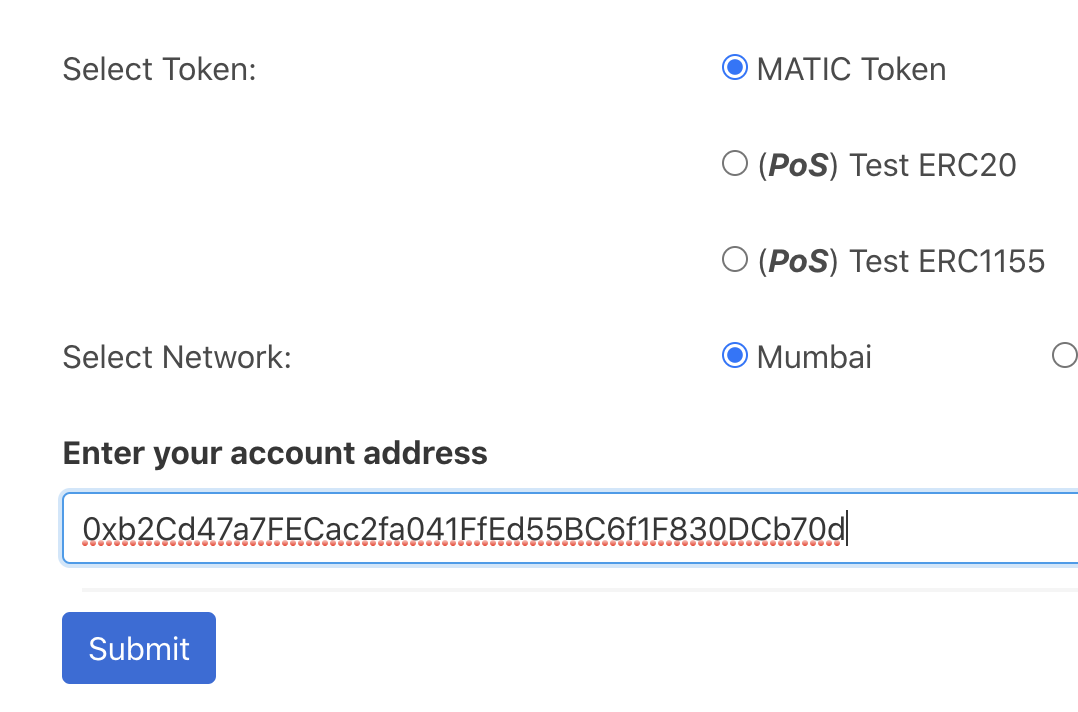 Select Token: MATIC Token
(PoS) Test ERC20
(PoS) Test ERC1155
Select Network: Mumbai
Enter your account address
0xb2Cd47a7FECac2fa041FfEd55BC6f1F830DCb70d
Submit